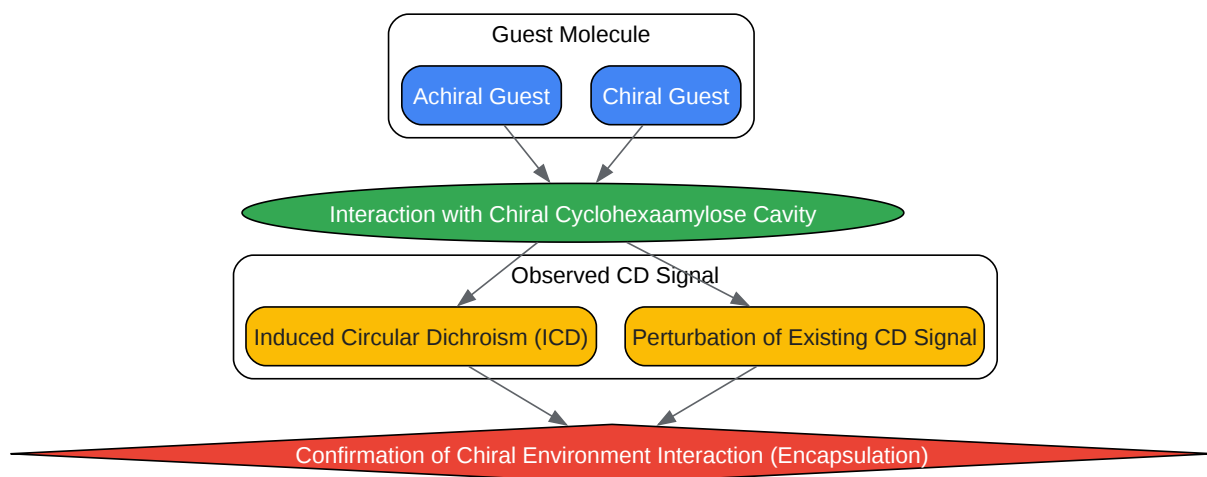 Guest Molecule
Achiral Guest
Chiral Guest
Interaction with Chiral Cyclohexaamylose Cavity
Observed CD Signal
Induced Circular Dichroism (ICD)
Perturbation of Existing CD Signal
Confirmation of Chiral Environment Interaction (Encapsulation)